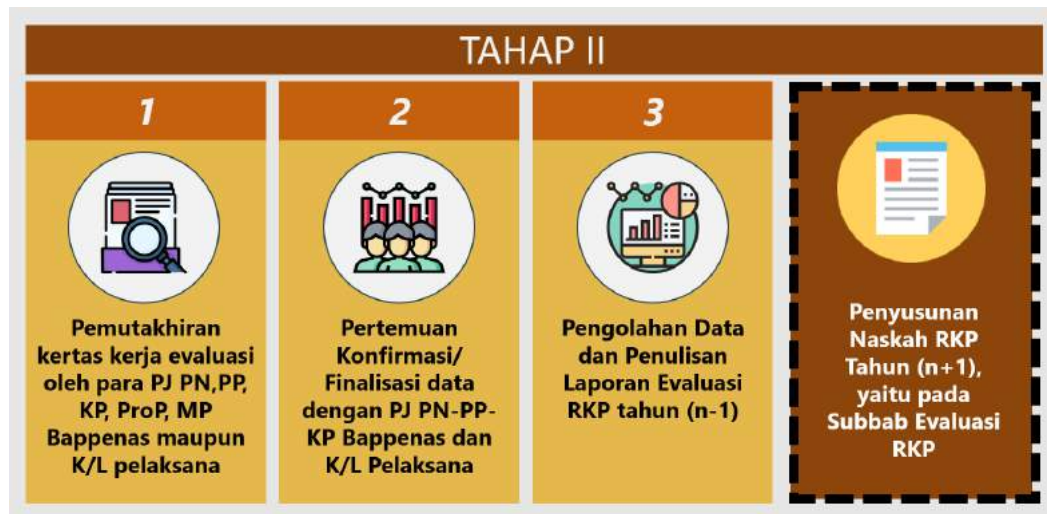 TAHAP II
1
Pemutakhiran
kertas kerja evaluasi
oleh para PJ PN,PP,
KP, ProP, MP
Bappenas maupun
K/L pelaksana
2
Pertemuan
Konfirmasi/
Finalisasi data
dengan PJ PN-PP-
KP Bappenas dan
K/L Pelaksana
3
Pengolahan Data
dan Penulisan
Laporan Evaluasi
RKP tahun (n-1)
Penyusunan
Naskah RKP
Tahun (n+1),
yaitu pada
Subbab Evaluasi
RKP